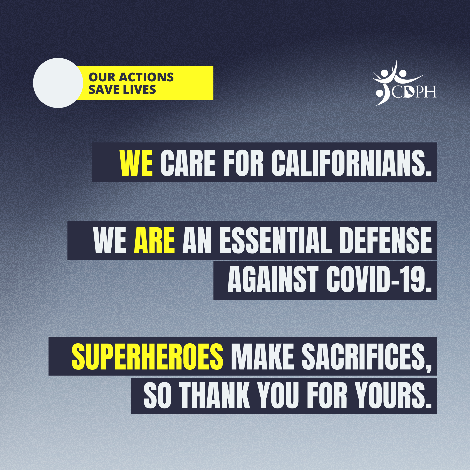 OUR ACTIONS
SAVE LIVES
CDPH
WE CARE FOR CALIFORNIANS.
WE ARE AN ESSENTIAL DEFENSE
AGAINST COVID-19.
SUPERHEROES MAKE SACRIFICES,
SO THANK YOU FOR YOURS.